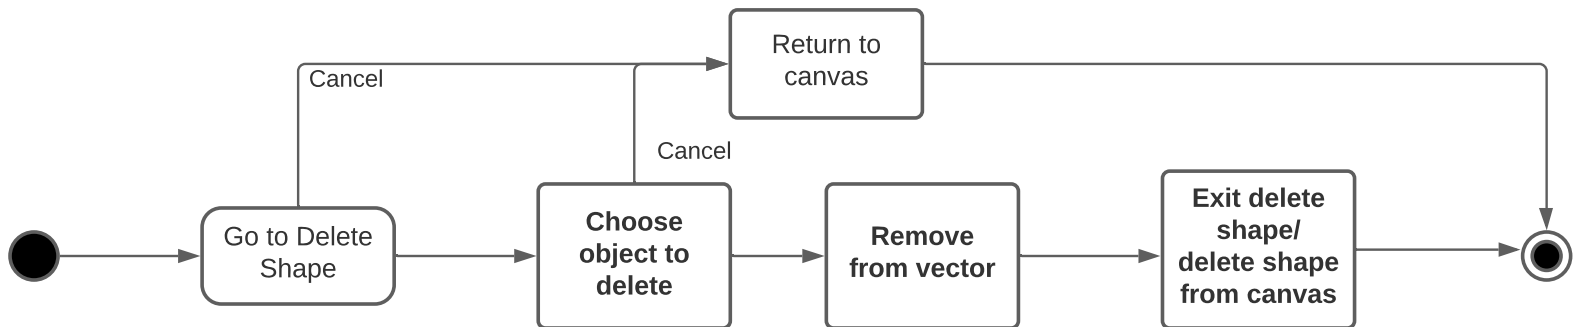 Return to
canvas
Cancel
Cancel
Go to Delete
Shape
Choose
object to
delete
Remove
from vector
Exit delete
shape/
delete shape
from canvas